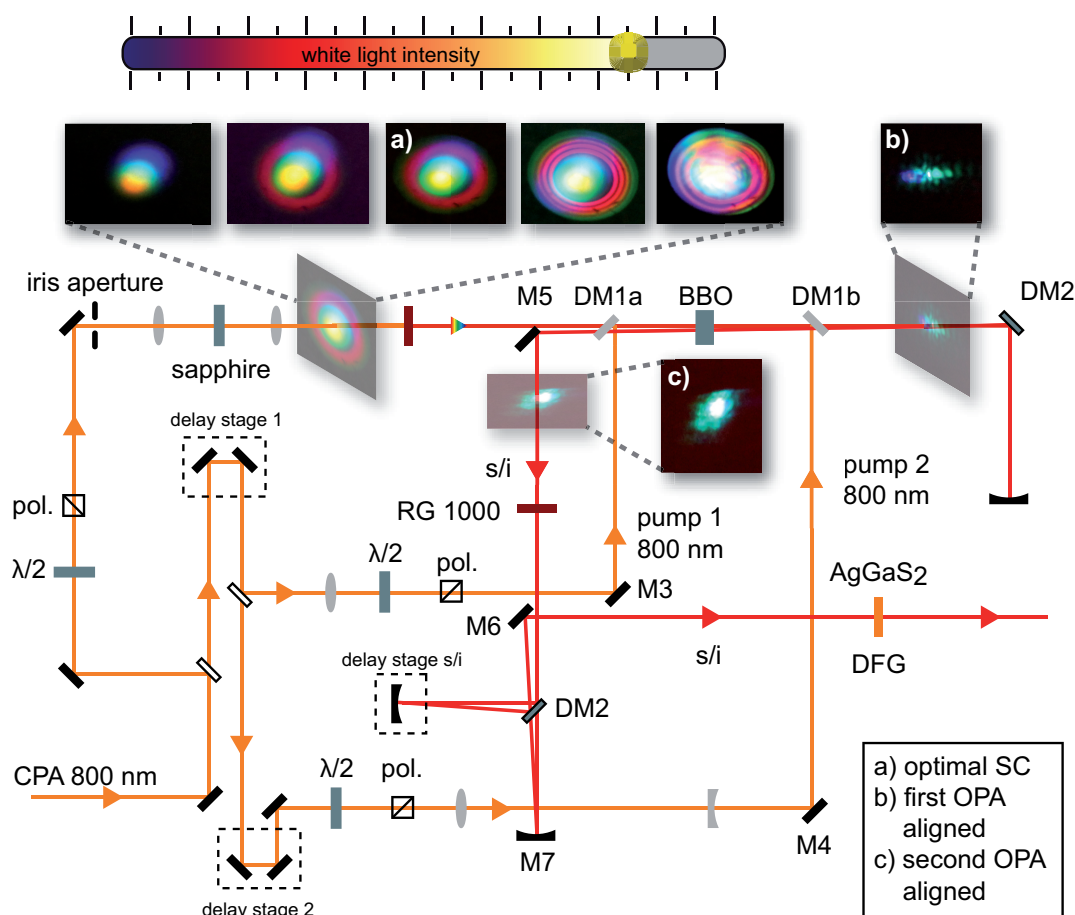 white light intensity
a)
b)
iris aperture
M5
DM1a
BBO
DM1b
DM2
sapphire
c)
delay stage 1
s/i
pump 2
800 nm
pol.
RG 1000
pump 1
800 nm
λ/2
λ/2
pol.
M3
AgGaS2
M6
delay stage s/i
s/i
DFG
DM2
CPA 800 nm
λ/2
pol.
M7
M4
delay stage 2
a) optimal SC
b) first OPA
aligned
c) second OPA
aligned